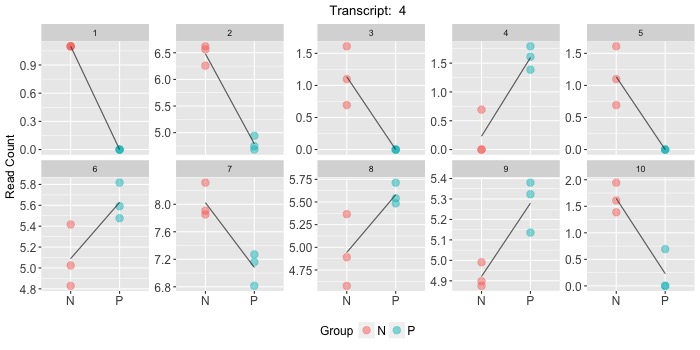 Transcript: 4
1 2 3 4 5
0.9 0.6 0.3 0.0
6.5 6.0 5.5 5.0
1.5 1.0 0.5 0.0
1.5 1.0 0.5 0.0
1.5 1.0 0.5 0.0
Read Count
6 7 8 9 10
5.8 5.6 5.4 5.2 5.0 4.8
8.0 7.6 7.2 6.8
5.75 5.50 5.25 5.00 4.75
5.4 5.3 5.2 5.1 5.0 4.9
2.0 1.5 1.0 0.5 0.0
N P N P N P N P N P
Group N P